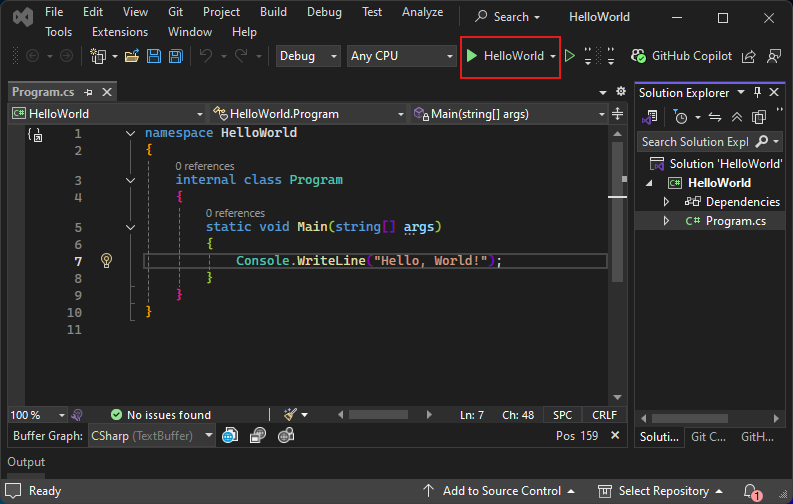 File Edit View Git Project Build Debug Test Analyze Search HelloWorld
Tools Extensions Window Help
Debug Any CPU HelloWorld GitHub Copilot
Program.cs
Solution Explorer
HelloWorld HelloWorld.Program Main(string[] args)
Search Solution Expl
1 namespace HelloWorld
2 {
0 references
3 internal class Program
4 {
0 references
5 static void Main(string[] args)
6 {
7 Console.WriteLine("Hello, World!");
8 }
9 }
10 }
11
Solution 'HelloWorld'
C# HelloWorld
Dependencies
C# Program.cs
100 % No issues found Ln: 7 Ch: 48 SPC CRLF
Buffer Graph: CSharp (TextBuffer) Pos 159
Soluti... Git C... GitH...
Output
Ready Add to Source Control Select Repository 1